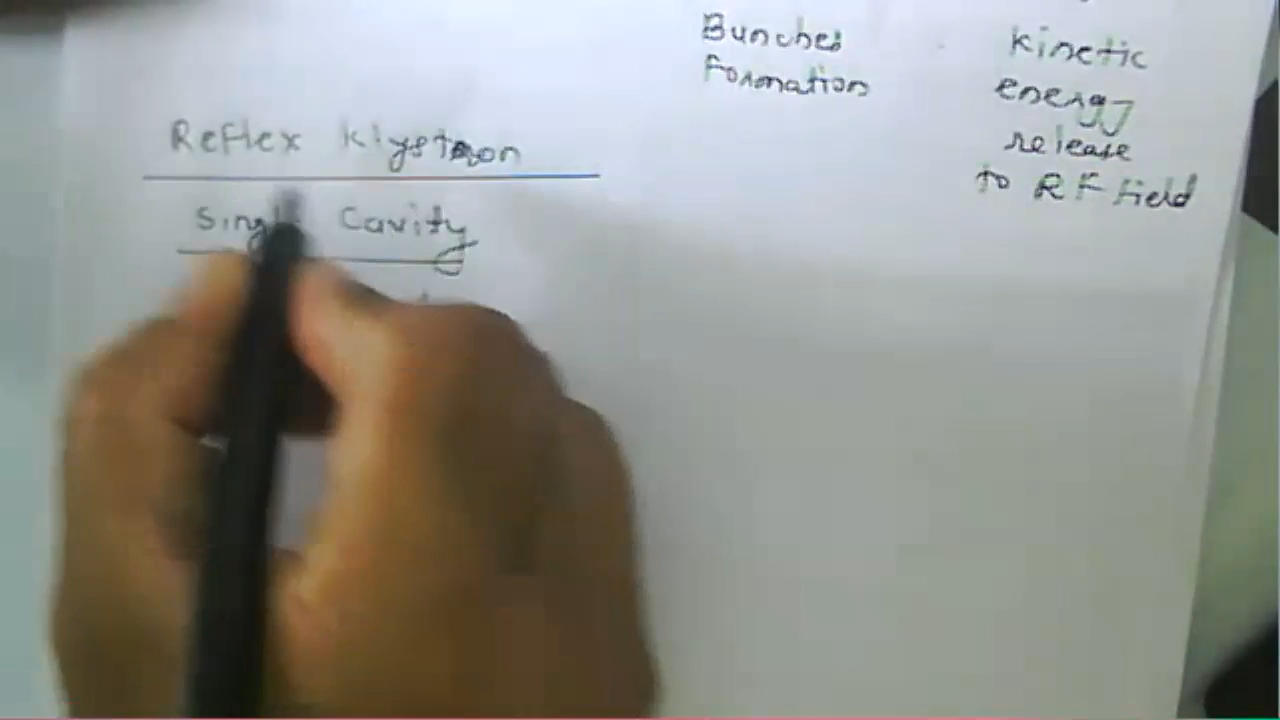 Bunches
Formation
kinetic
energy
release
to RF field
Reflex klystron
Single Cavity